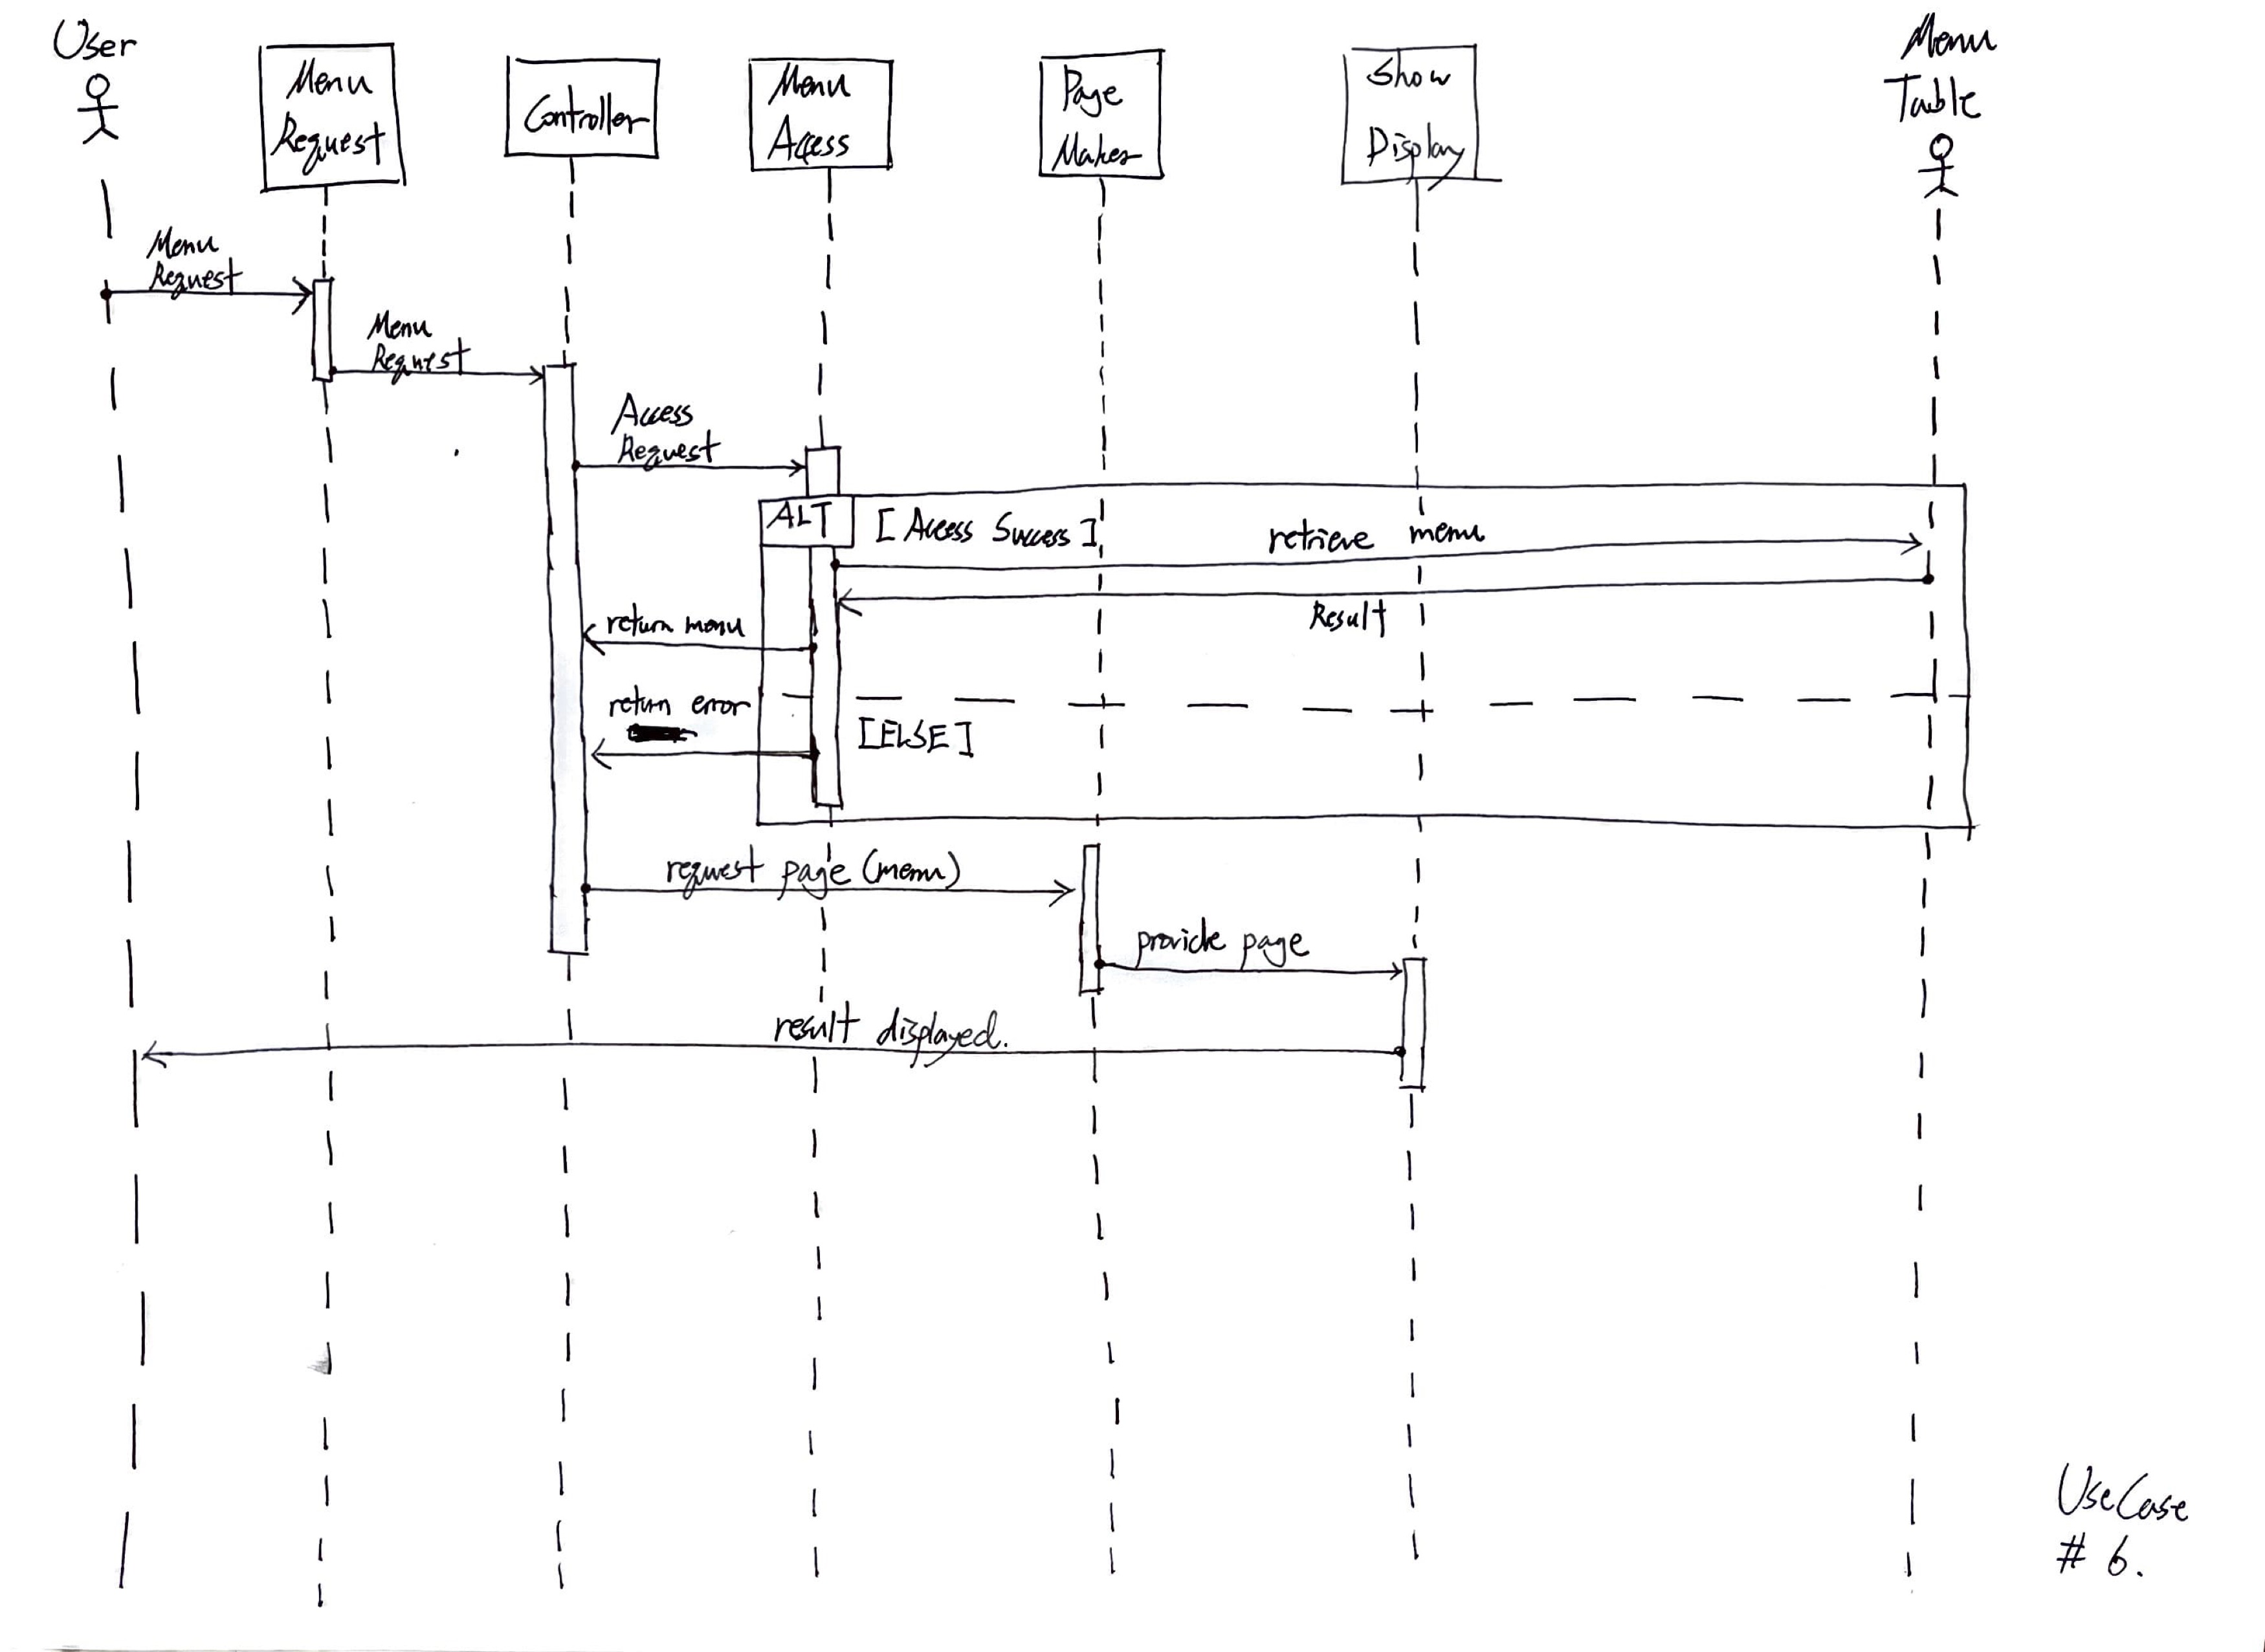 User
Menu
Request
Controller
Menu
Access
Page
Maker
Show
Display
Menu
Table
Menu
Request
Menu
Request
Access
Request
ALT
[Access Success]
retrieve menu
Result
return menu
return error
[ELSE]
request page (menu)
provide page
result displayed.
UseCase
# 6.